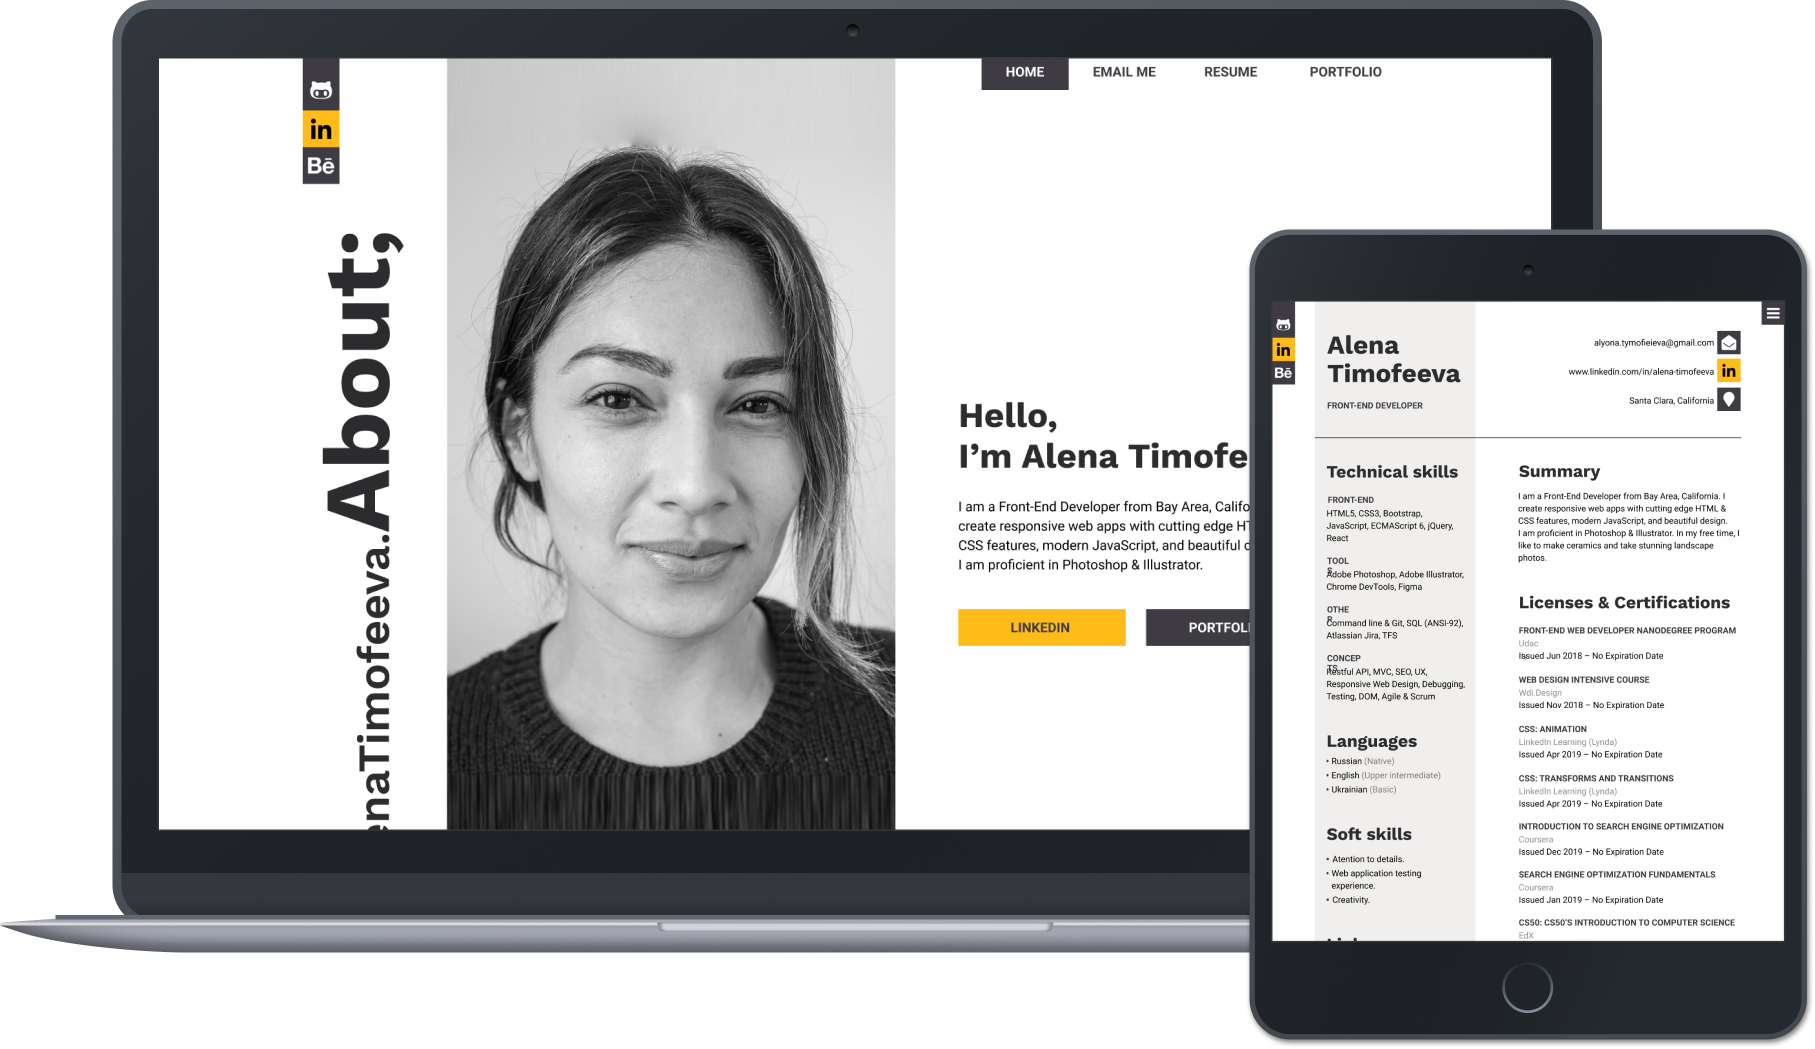 HOME
EMAIL ME
RESUME
PORTFOLIO
in
Bē
enaTimofeeva.About;
Hello,
I'm Alena Timofe
I am a Front-End Developer from Bay Area, Califo
create responsive web apps with cutting edge HT
CSS features, modern JavaScript, and beautiful d
I am proficient in Photoshop & Illustrator.
LINKEDIN
PORTFOLI
in
Bē
Alena
Timofeeva
FRONT-END DEVELOPER
alyona.tymofieieva@gmail.com
www.linkedin.com/in/alena-timofeeva
in
Santa Clara, California
Technical skills
FRONT-END
HTML5, CSS3, Bootstrap,
JavaScript, ECMAScript 6, jQuery,
React
TOOL
S
Adobe Photoshop, Adobe Illustrator,
Chrome DevTools, Figma
OTHE
R
Command line & Git, SQL (ANSI-92),
Atlassian Jira, TFS
CONCEP
TS
Restful API, MVC, SEO, UX,
Responsive Web Design, Debugging,
Testing, DOM, Agile & Scrum
Languages
• Russian (Native)
• English (Upper intermediate)
• Ukrainian (Basic)
Soft skills
• Atention to details.
• Web application testing
experience.
• Creativity.
Summary
I am a Front-End Developer from Bay Area, California. I
create responsive web apps with cutting edge HTML &
CSS features, modern JavaScript, and beautiful design.
I am proficient in Photoshop & Illustrator. In my free time, I
like to make ceramics and take stunning landscape
photos.
Licenses & Certifications
FRONT-END WEB DEVELOPER NANODEGREE PROGRAM
Udac
Issued Jun 2018 – No Expiration Date
WEB DESIGN INTENSIVE COURSE
Wdi.Design
Issued Nov 2018 – No Expiration Date
CSS: ANIMATION
LinkedIn Learning (Lynda)
Issued Apr 2019 – No Expiration Date
CSS: TRANSFORMS AND TRANSITIONS
LinkedIn Learning (Lynda)
Issued Apr 2019 – No Expiration Date
INTRODUCTION TO SEARCH ENGINE OPTIMIZATION
Coursera
Issued Dec 2019 – No Expiration Date
SEARCH ENGINE OPTIMIZATION FUNDAMENTALS
Coursera
Issued Jan 2019 – No Expiration Date
CS50: CS50'S INTRODUCTION TO COMPUTER SCIENCE
EdX